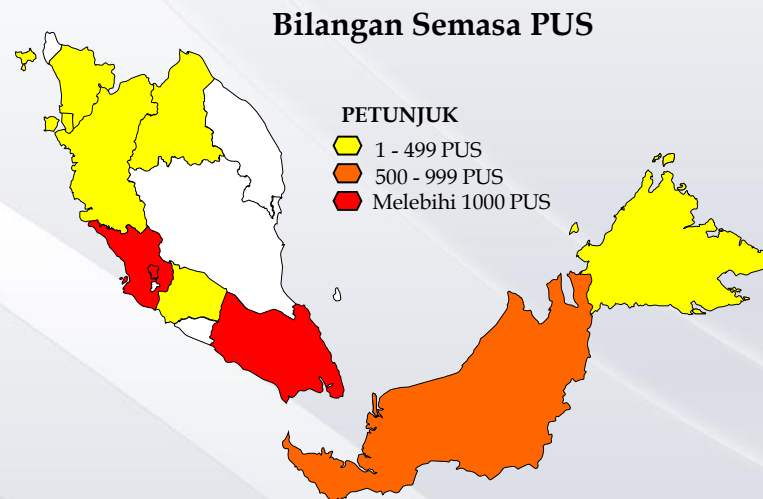 Bilangan Semasa PUS
PETUNJUK
1 - 499 PUS
500 - 999 PUS
Melebihi 1000 PUS